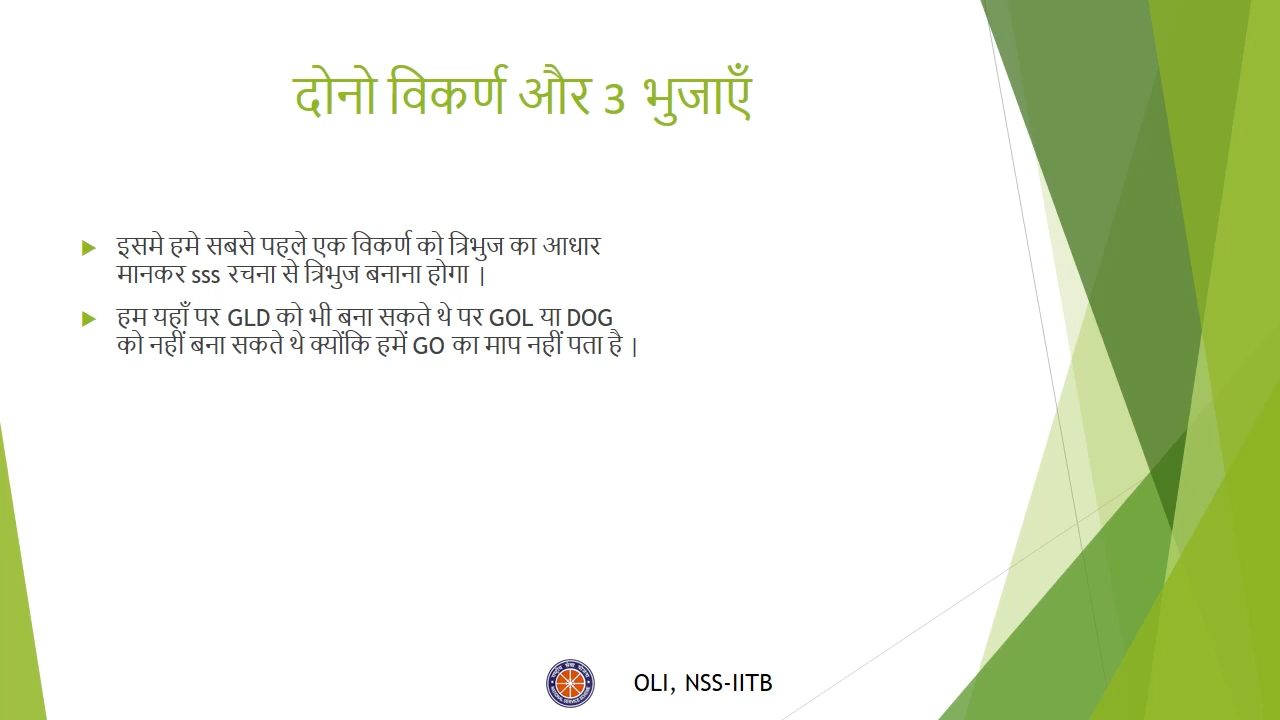 दोनो विकर्ण और 3 भुजाएँ
इसमे हमे सबसे पहले एक विकर्ण को त्रिभुज का आधार
मानकर sss रचना से त्रिभुज बनाना होगा |
हम यहाँ पर GLD को भी बना सकते थे पर GOL या DOG
को नहीं बना सकते थे क्योंकि हमें GO का माप नहीं पता है |
OLI, NSS-IITB